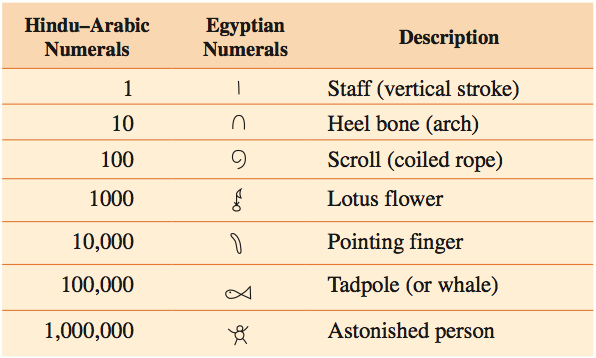 Hindu–Arabic Numerals Egyptian Numerals Description
1 | Staff (vertical stroke)
10 ∩ Heel bone (arch)
100 Scroll (coiled rope)
1000 Lotus flower
10,000 Pointing finger
100,000 Tadpole (or whale)
1,000,000 Astonished person